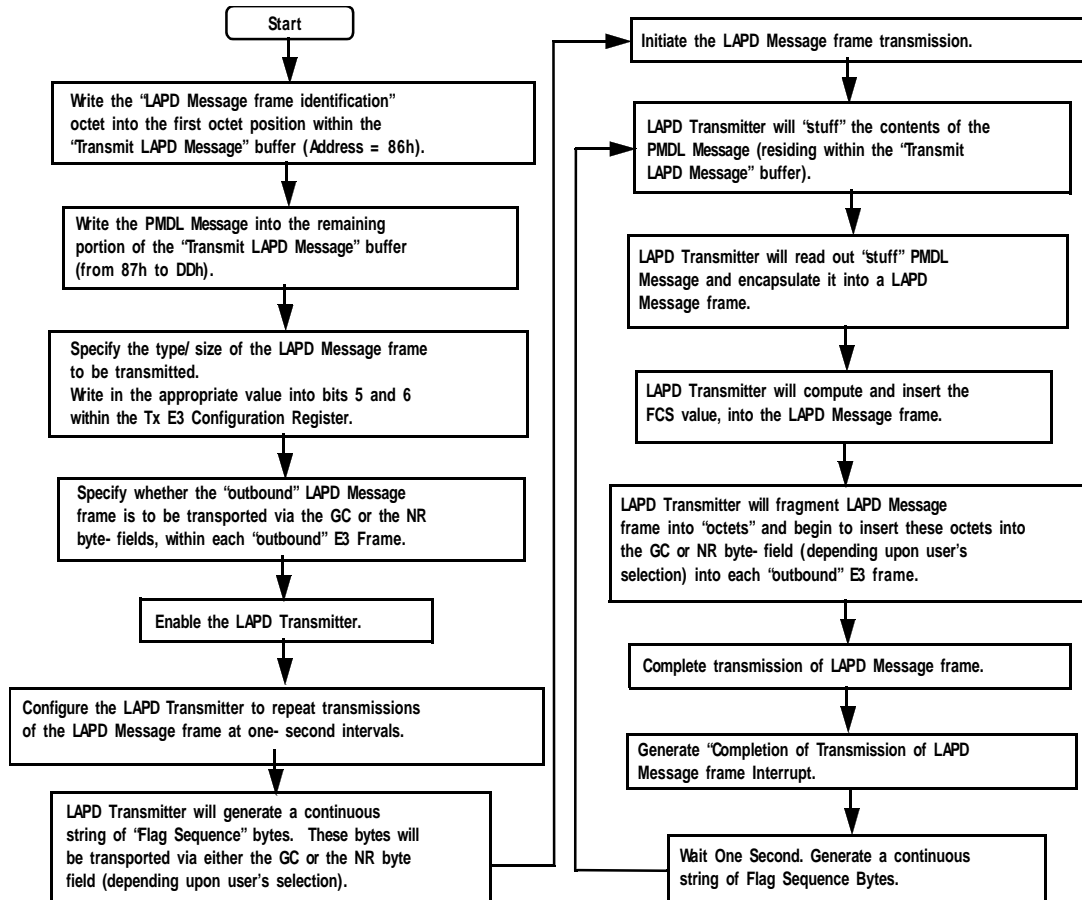 Start
Write the “LAPD Message frame identification”
octet into the first octet position within the
“Transmit LAPD Message” buffer (Address = 86h).
Write the PMDL Message into the remaining
portion of the “Transmit LAPD Message” buffer
(from 87h to DDh).
Specify the type/ size of the LAPD Message frame
to be transmitted.
Write in the appropriate value into bits 5 and 6
within the Tx E3 Configuration Register.
Specify whether the “outbound” LAPD Message
frame is to be transported via the GC or the NR
byte- fields, within each “outbound” E3 Frame.
Enable the LAPD Transmitter.
Configure the LAPD Transmitter to repeat transmissions
of the LAPD Message frame at one- second intervals.
LAPD Transmitter will generate a continuous
string of “Flag Sequence” bytes. These bytes will
be transported via either the GC or the NR byte
field (depending upon user’s selection).
Initiate the LAPD Message frame transmission.
LAPD Transmitter will “stuff” the contents of the
PMDL Message (residing within the “Transmit
LAPD Message” buffer).
LAPD Transmitter will read out “stuff” PMDL
Message and encapsulate it into a LAPD
Message frame.
LAPD Transmitter will compute and insert the
FCS value, into the LAPD Message frame.
LAPD Transmitter will fragment LAPD Message
frame into “octets” and begin to insert these octets into
the GC or NR byte- field (depending upon user’s
selection) into each “outbound” E3 frame.
Complete transmission of LAPD Message frame.
Generate “Completion of Transmission of LAPD
Message frame Interrupt.
Wait One Second. Generate a continuous
string of Flag Sequence Bytes.